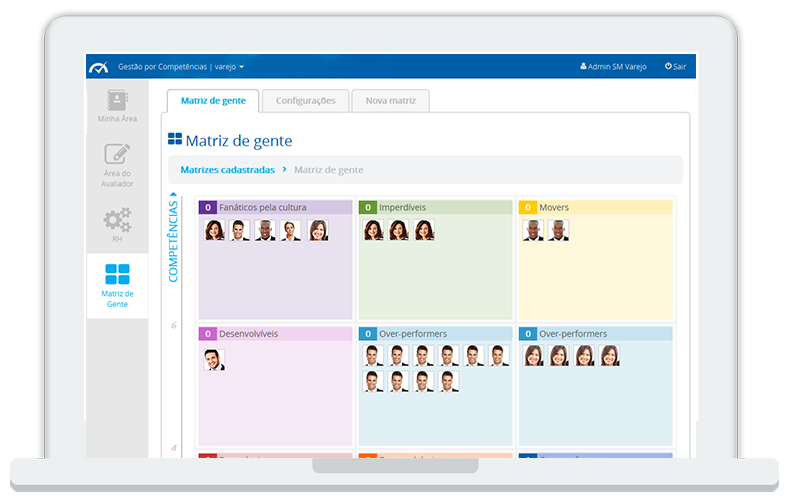 Gestão por Competências | varejo
Admin SM Varejo
Sair
Minha Área
Área do
Avaliador
RH
Matriz de
Gente
Matriz de gente
Configurações
Nova matriz
Matriz de gente
Matrizes cadastradas > Matriz de gente
COMPETÊNCIAS
0 Fanáticos pela cultura
0 Imperdíveis
0 Movers
6
0 Desenvolvíveis
0 Over-performers
0 Over-performers
4